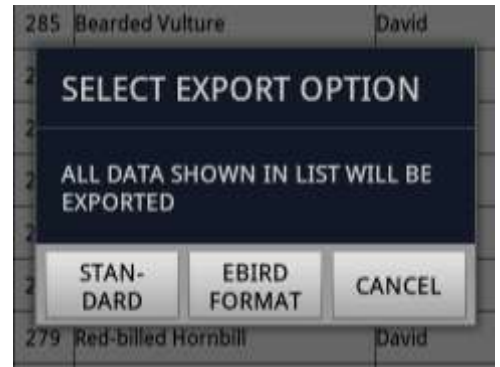 285 Bearded Vulture David
SELECT EXPORT OPTION
ALL DATA SHOWN IN LIST WILL BE
EXPORTED
STAN-
DARD
EBIRD
FORMAT
CANCEL
279 Red-billed Hornbill David